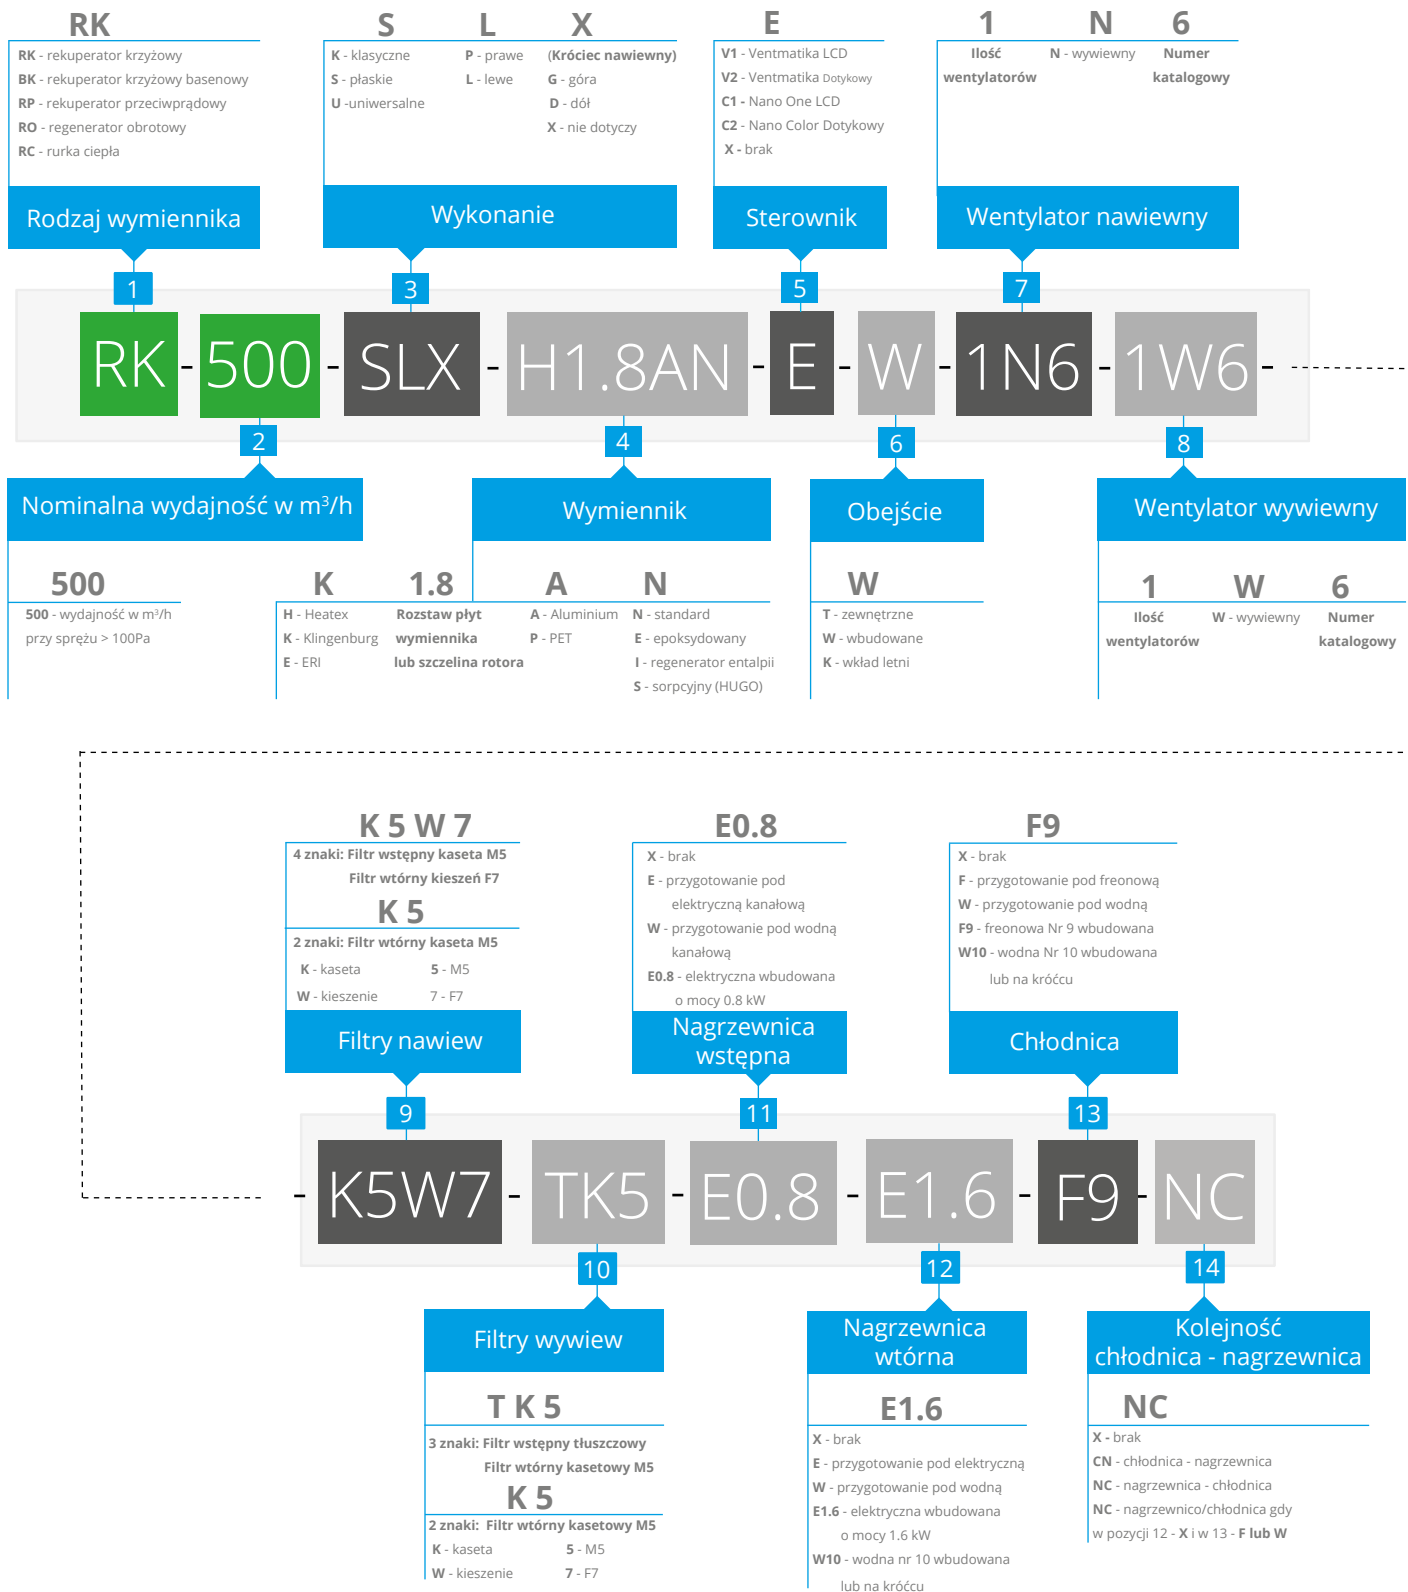 RK
RK - rekuperator krzyżowy
BK - rekuperator krzyżowy basenowy
RP - rekuperator przeciwprądowy
RO - regenerator obrotowy
RC - rurka ciepła
Rodzaj wymiennika
1
S L X
K - klasyczne
S - płaskie
U -uniwersalne
P - prawe
L - lewe
(Króciec nawiewny)
G - góra
D - dół
X - nie dotyczy
Wykonanie
3
E
V1 - Ventmatika LCD
V2 - Ventmatika Dotykowy
C1 - Nano One LCD
C2 - Nano Color Dotykowy
X - brak
Sterownik
5
1 N 6
Ilość
wentylatorów
N - wywiewny
Numer
katalogowy
Wentylator nawiewny
7
RK - 500 - SLX - H1.8AN - E - W - 1N6 - 1W6 -
2
Nominalna wydajność w m³/h
500
500 - wydajność w m³/h
przy sprężu > 100Pa
4
Wymiennik
K 1.8 A N
H - Heatex
K - Klingenburg
E - ERI
Rozstaw płyt
wymiennika
lub szczelina rotora
A - Aluminium
P - PET
N - standard
E - epoksydowany
I - regenerator entalpii
S - sorpcyjny (HUGO)
6
Obejście
W
T - zewnętrzne
W - wbudowane
K - wkład letni
8
Wentylator wywiewny
1 W 6
Ilość
wentylatorów
W - wywiewny
Numer
katalogowy
K 5 W 7
4 znaki: Filtr wstępny kaseta M5
Filtr wtórny kieszeń F7
K 5
2 znaki: Filtr wtórny kaseta M5
K - kaseta 5 - M5
W - kieszenie 7 - F7
Filtry nawiew
9
E0.8
X - brak
E - przygotowanie pod
elektryczną kanałową
W - przygotowanie pod wodną
kanałową
E0.8 - elektryczna wbudowana
o mocy 0.8 kW
Nagrzewnica
wstępna
11
F9
X - brak
F - przygotowanie pod freonową
W - przygotowanie pod wodną
F9 - freonowa Nr 9 wbudowana
W10 - wodna Nr 10 wbudowana
lub na króćcu
Chłodnica
13
- K5W7 - TK5 - E0.8 - E1.6 - F9 - NC
10
Filtry wywiew
T K 5
3 znaki: Filtr wstępny tłuszczowy
Filtr wtórny kasetowy M5
K 5
2 znaki: Filtr wtórny kasetowy M5
K - kaseta 5 - M5
W - kieszenie 7 - F7
12
Nagrzewnica
wtórna
E1.6
X - brak
E - przygotowanie pod elektryczną
W - przygotowanie pod wodną
E1.6 - elektryczna wbudowana
o mocy 1.6 kW
W10 - wodna nr 10 wbudowana
lub na króćcu
14
Kolejność
chłodnica - nagrzewnica
NC
X - brak
CN - chłodnica - nagrzewnica
NC - nagrzewnica - chłodnica
NC - nagrzewnico/chłodnica gdy
w pozycji 12 - X i w 13 - F lub W